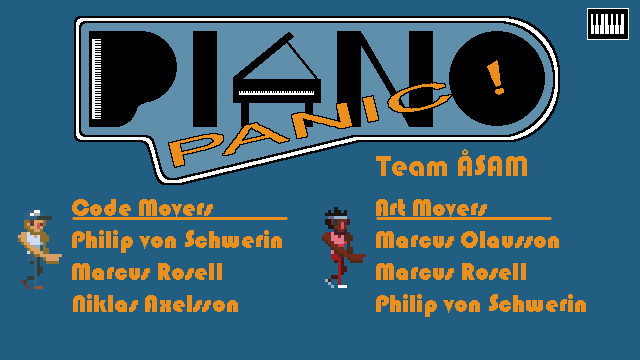 PIANO
PANIC!
Team ÅSAM
Code Movers
Philip von Schwerin
Marcus Rosell
Niklas Axelsson
Art Movers
Marcus Olausson
Marcus Rosell
Philip von Schwerin